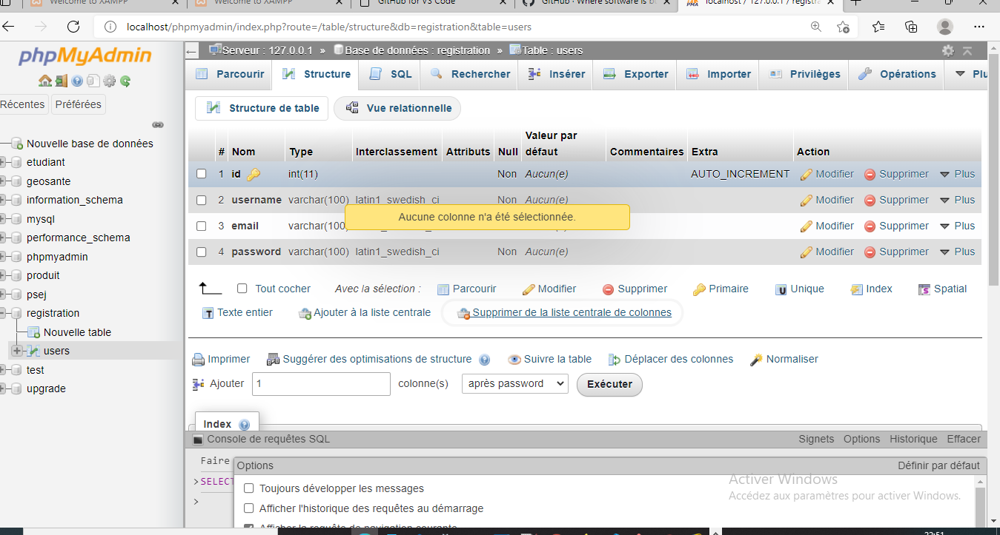 Welcome to XAMPP
Welcome to XAMPP
GitHub for VS Code
GitHub · Where software is bu
localhost / 127.0.0.1 / registra
localhost/phpmyadmin/index.php?route=/table/structure&db=registration&table=users
phpMyAdmin
Récentes Préférées
Nouvelle base de données
etudiant
geosante
information_schema
mysql
performance_schema
phpmyadmin
produit
psej
registration
Nouvelle table
users
test
upgrade
Serveur : 127.0.0.1 » Base de données : registration » Table : users
Parcourir Structure SQL Rechercher Insérer Exporter Importer Privilèges Opérations Plu
Structure de table Vue relationnelle
# Nom Type Interclassement Attributs Null Valeur par défaut Commentaires Extra Action
1 id int(11) Non Aucun(e) AUTO_INCREMENT Modifier Supprimer Plus
2 username varchar(100) latin1_swedish_ci Non Aucun(e) Modifier Supprimer Plus
Aucune colonne n'a été sélectionnée.
3 email varchar(100) Modifier Supprimer Plus
4 password varchar(100) latin1_swedish_ci Non Aucun(e) Modifier Supprimer Plus
Tout cocher Avec la sélection : Parcourir Modifier Supprimer Primaire Unique Index Spatial
Texte entier Ajouter à la liste centrale Supprimer de la liste centrale de colonnes
Imprimer Suggérer des optimisations de structure Suivre la table Déplacer des colonnes Normaliser
Ajouter 1 colonne(s) après password Exécuter
Index
Console de requêtes SQL Signets Options Historique Effacer
Faire
>SELECT
>
Options Définir par défaut
Toujours développer les messages
Afficher l'historique des requêtes au démarrage
Afficher la requête de navigation courante
Activer Windows
Accédez aux paramètres pour activer Windows.
22:51